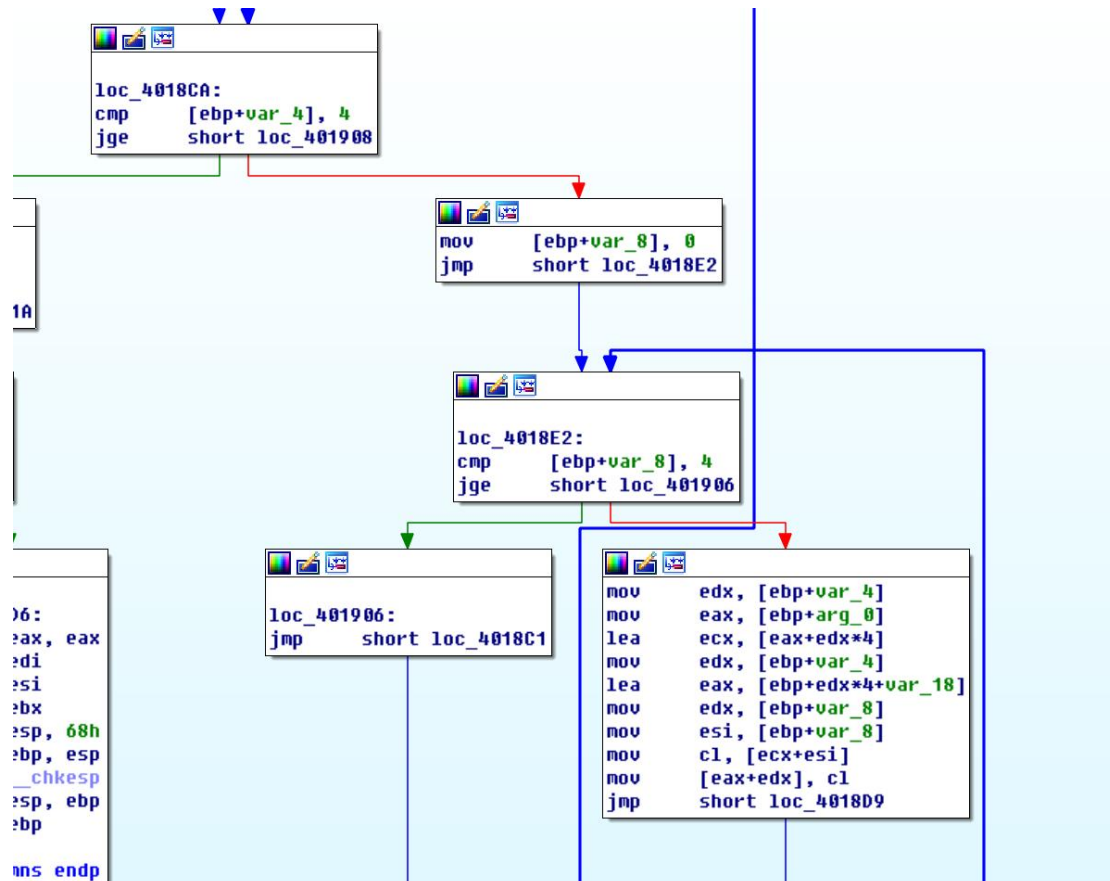 loc_4018CA:
cmp [ebp+var_4], 4
jge short loc_401908
mov [ebp+var_8], 0
jmp short loc_4018E2
1A
loc_4018E2:
cmp [ebp+var_8], 4
jge short loc_401906
loc_401906:
jmp short loc_4018C1
mov edx, [ebp+var_4]
mov eax, [ebp+arg_0]
lea ecx, [eax+edx*4]
mov edx, [ebp+var_4]
lea eax, [ebp+edx*4+var_18]
mov edx, [ebp+var_8]
mov esi, [ebp+var_8]
mov cl, [ecx+esi]
mov [eax+edx], cl
jmp short loc_4018D9
D6:
eax, eax
edi
esi
ebx
esp, 68h
ebp, esp
__chkesp
esp, ebp
ebp
mns endp